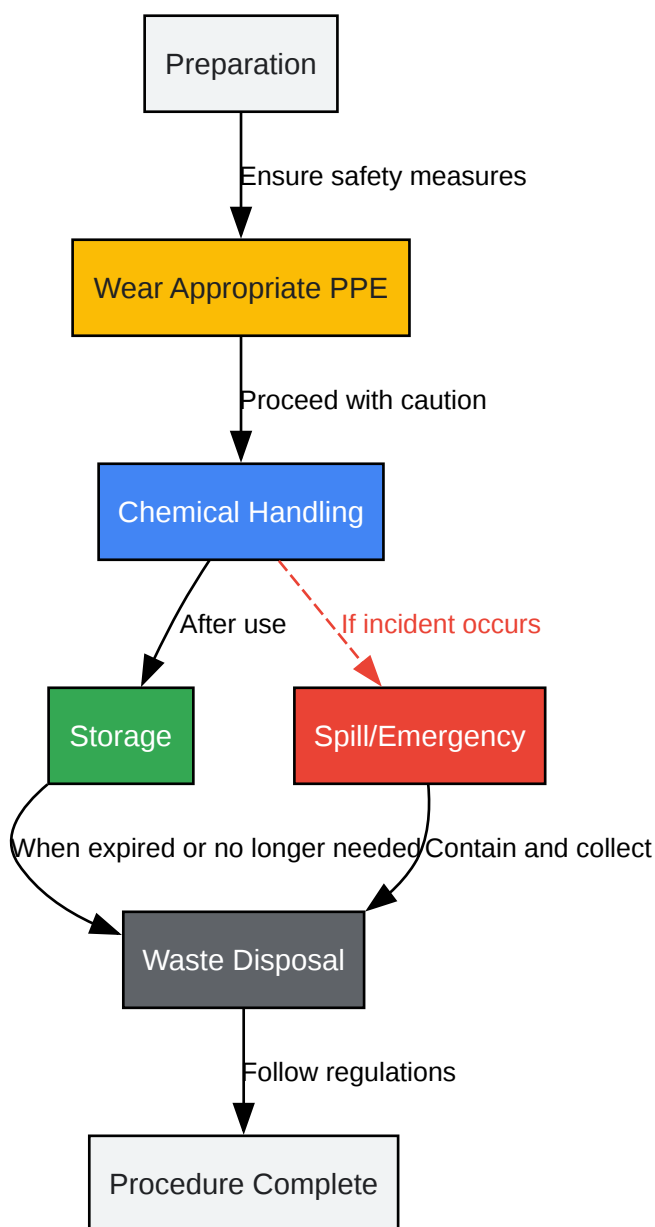 Preparation
Ensure safety measures
Wear Appropriate PPE
Proceed with caution
Chemical Handling
After use
If incident occurs
Storage
Spill/Emergency
When expired or no longer needed
Contain and collect
Waste Disposal
Follow regulations
Procedure Complete